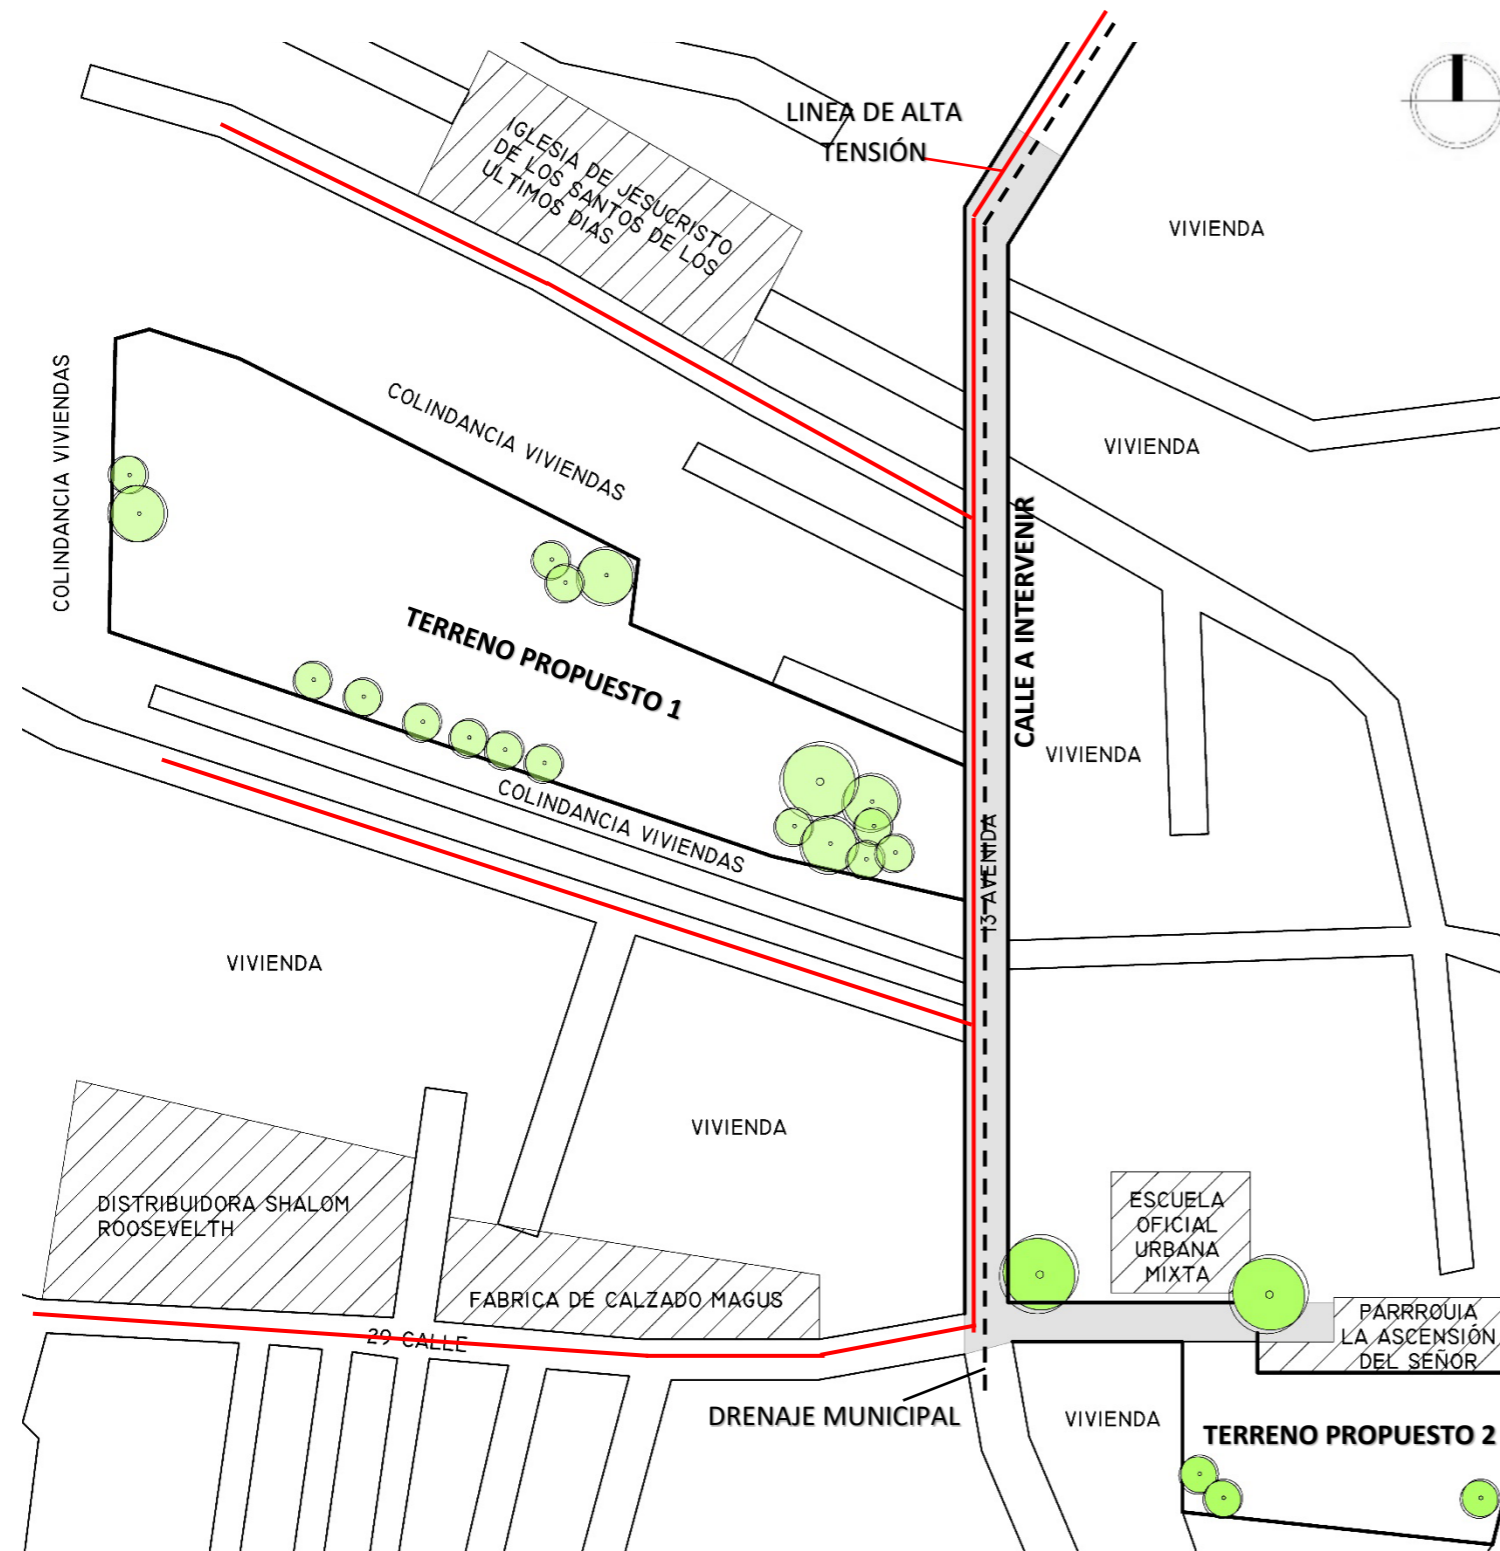 LINEA DE ALTA
TENSIÓN
IGLESIA DE JESUCRISTO
DE LOS SANTOS DE LOS
ULTIMOS DIAS
VIVIENDA
COLINDANCIA VIVIENDAS
COLINDANCIA VIVIENDAS
VIVIENDA
CALLE A INTERVENIR
TERRENO PROPUESTO 1
VIVIENDA
COLINDANCIA VIVIENDAS
13 AVENIDA
VIVIENDA
VIVIENDA
DISTRIBUIDORA SHALOM
ROOSEVELTH
ESCUELA
OFICIAL
URBANA
MIXTA
FABRICA DE CALZADO MAGUS
29 CALLE
PARRROUIA
LA ASCENSIÓN
DEL SEÑOR
DRENAJE MUNICIPAL
VIVIENDA
TERRENO PROPUESTO 2